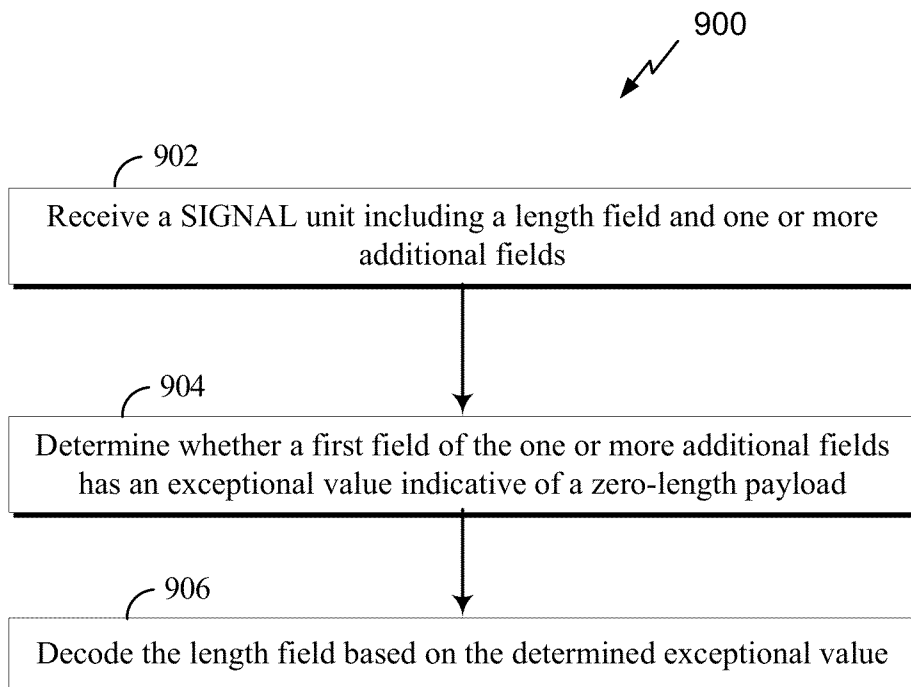 900
902
Receive a SIGNAL unit including a length field and one or more
additional fields
904
Determine whether a first field of the one or more additional fields
has an exceptional value indicative of a zero-length payload
906
Decode the length field based on the determined exceptional value